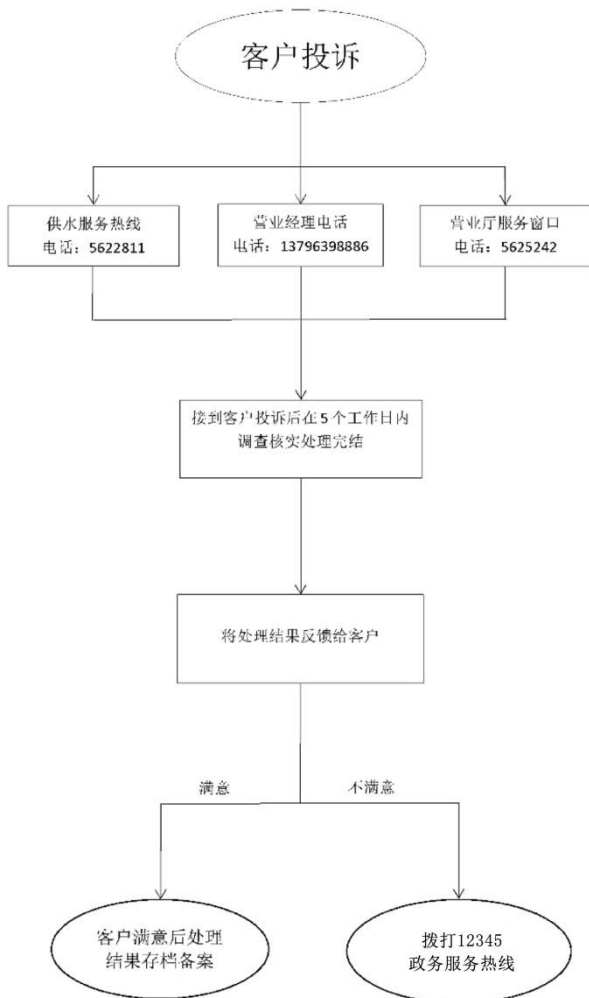 客户投诉
供水服务热线
电话：5622811
营业经理电话
电话：13796398886
营业厅服务窗口
电话：5625242
接到客户投诉后在5个工作日内
调查核实处理完结
将处理结果反馈给客户
满意
不满意
客户满意后处理
结果存档备案
拨打12345
政务服务热线